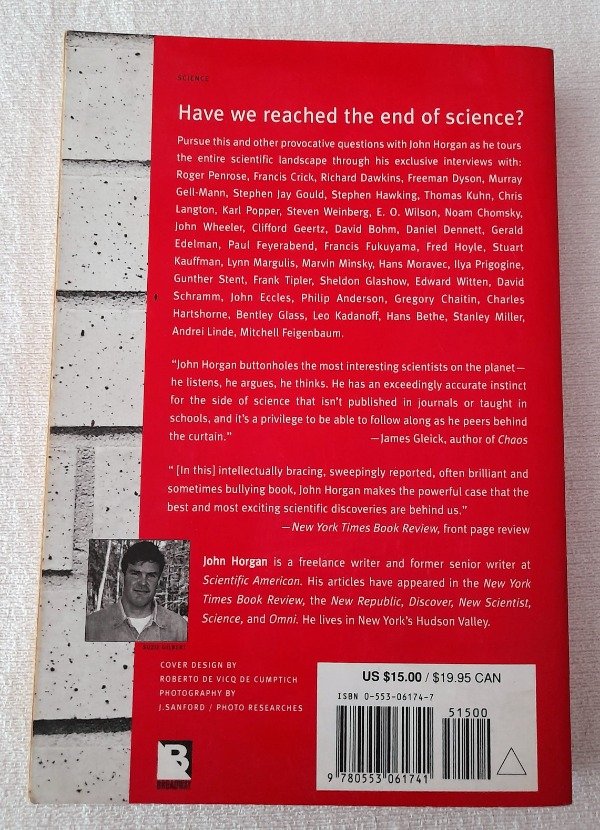 SCIENCE
Have we reached the end of science?
Pursue this and other provocative questions with John Horgan as he tours
the entire scientific landscape through his exclusive interviews with:
Roger Penrose, Francis Crick, Richard Dawkins, Freeman Dyson, Murray
Gell-Mann, Stephen Jay Gould, Stephen Hawking, Thomas Kuhn, Chris
Langton, Karl Popper, Steven Weinberg, E. O. Wilson, Noam Chomsky,
John Wheeler, Clifford Geertz, David Bohm, Daniel Dennett, Gerald
Edelman, Paul Feyerabend, Francis Fukuyama, Fred Hoyle, Stuart
Kauffman, Lynn Margulis, Marvin Minsky, Hans Moravec, Ilya Prigogine,
Gunther Stent, Frank Tipler, Sheldon Glashow, Edward Witten, David
Schramm, John Eccles, Philip Anderson, Gregory Chaitin, Charles
Hartshorne, Bentley Glass, Leo Kadanoff, Hans Bethe, Stanley Miller,
Andrei Linde, Mitchell Feigenbaum.
“John Horgan buttonholes the most interesting scientists on the planet—
he listens, he argues, he thinks. He has an exceedingly accurate instinct
for the side of science that isn’t published in journals or taught in
schools, and it’s a privilege to be able to follow along as he peers behind
the curtain.” —James Gleick, author of Chaos
“ [In this] intellectually bracing, sweepingly reported, often brilliant and
sometimes bullying book, John Horgan makes the powerful case that the
best and most exciting scientific discoveries are behind us.”
—New York Times Book Review, front page review
John Horgan is a freelance writer and former senior writer at
Scientific American. His articles have appeared in the New York
Times Book Review, the New Republic, Discover, New Scientist,
Science, and Omni. He lives in New York’s Hudson Valley.
SUZIE GILBERT
COVER DESIGN BY
ROBERTO DE VICQ DE CUMPTICH
PHOTOGRAPHY BY
J.SANFORD / PHOTO RESEARCHES
B
BROADWAY
US $15.00 / $19.95 CAN
ISBN 0-553-06174-7
51500
9 780553 061741